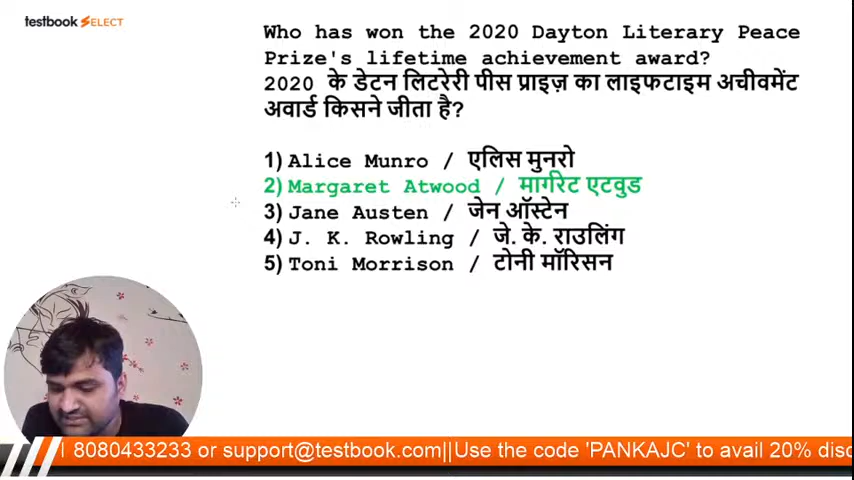 testbook SELECT
Who has won the 2020 Dayton Literary Peace
Prize's lifetime achievement award?
2020 के डेटन लिटरेरी पीस प्राइज़ का लाइफटाइम अचीवमेंट
अवार्ड किसने जीता है?
1) Alice Munro / एलिस मुनरो
2) Margaret Atwood / मार्गरेट एटवुड
3) Jane Austen / जेन ऑस्टेन
4) J. K. Rowling / जे. के. राउलिंग
5) Toni Morrison / टोनी मॉरिसन
8080433233 or support@testbook.com||Use the code 'PANKAJC' to avail 20% disc